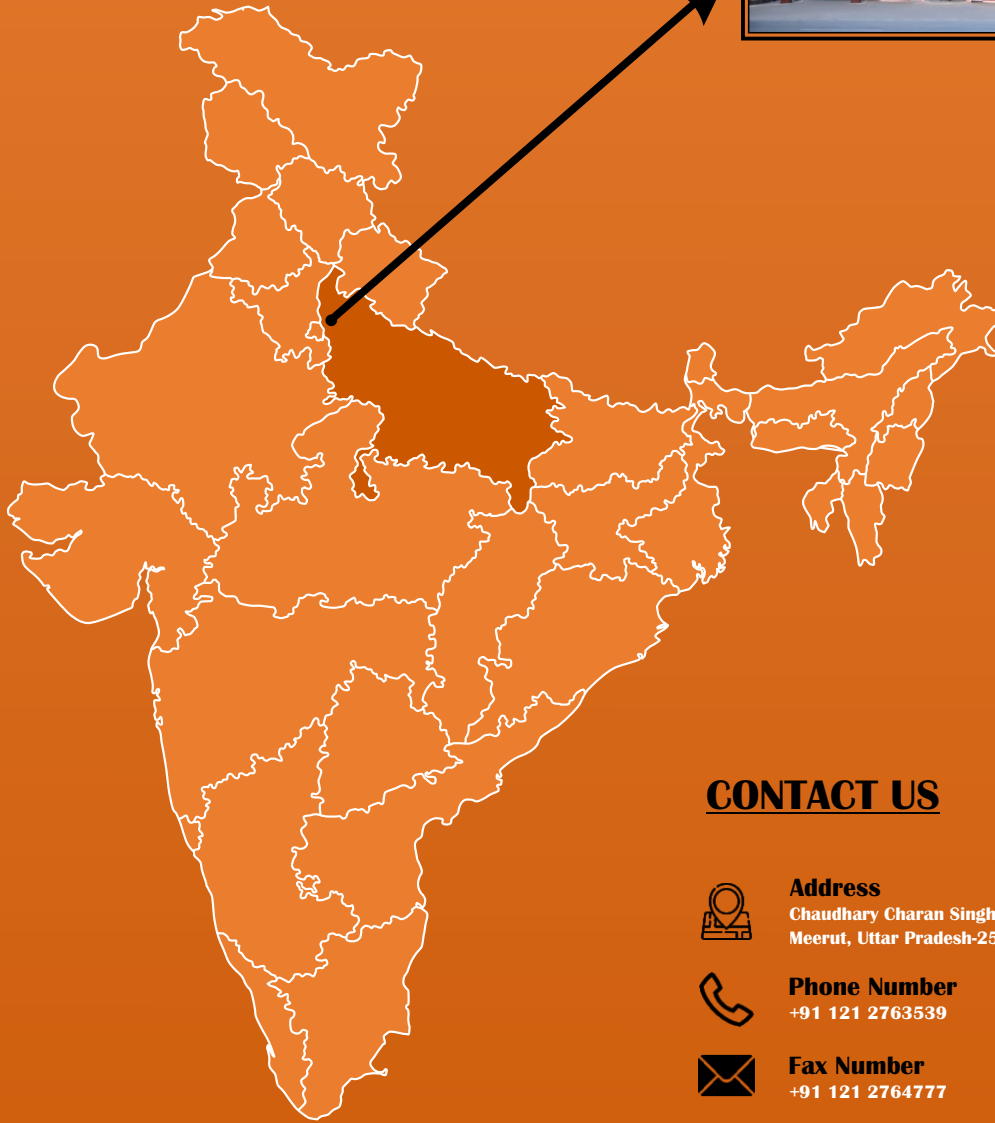 CONTACT US
Address
Chaudhary Charan Singh
Meerut, Uttar Pradesh-25
Phone Number
+91 121 2763539
Fax Number
+91 121 2764777